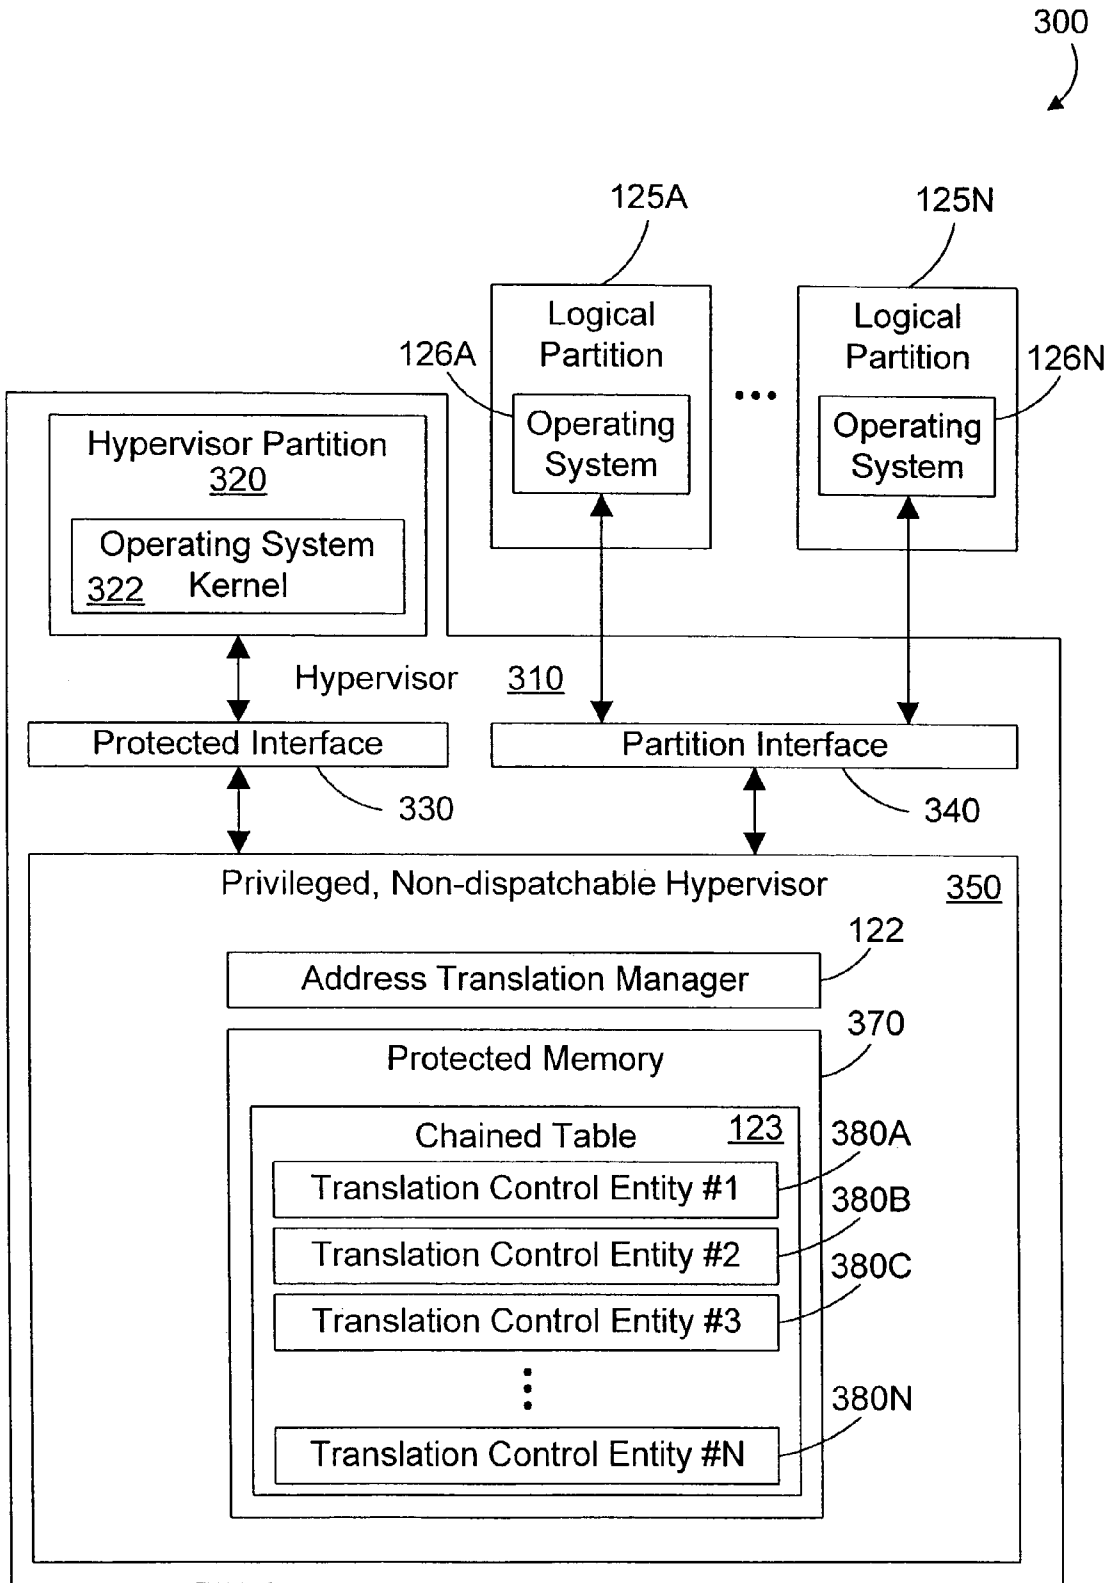 300
125A
125N
Logical
Partition
126A
Operating
System
Logical
Partition
126N
Operating
System
Hypervisor Partition
320
Operating System
322 Kernel
Hypervisor 310
Protected Interface
330
Partition Interface
340
Privileged, Non-dispatchable Hypervisor
350
122
Address Translation Manager
370
Protected Memory
Chained Table
123
380A
Translation Control Entity #1
380B
Translation Control Entity #2
380C
Translation Control Entity #3
380N
Translation Control Entity #N